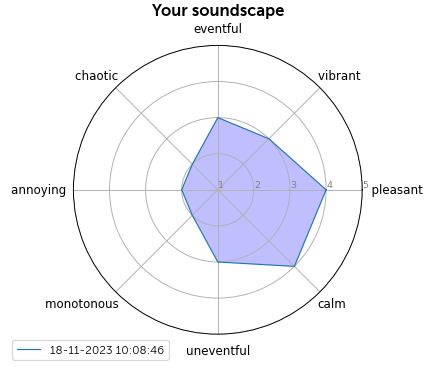 Your soundscape
eventful
chaotic
vibrant
annoying
1 2 3 4 5
pleasant
monotonous
calm
uneventful
18-11-2023 10:08:46